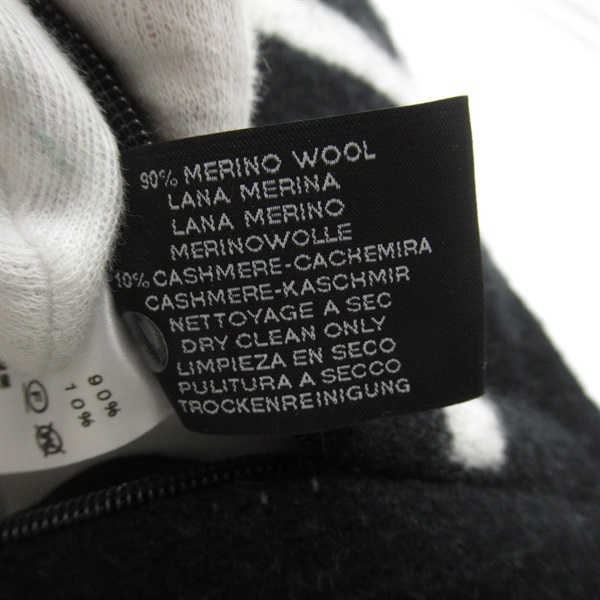 90% MERINO WOOL
LANA MERINA
LANA MERINO
MERINOWOLLE
10% CASHMERE-CACHEMIRA
CASHMERE-KASCHMIR
NETTOYAGE A SEC
DRY CLEAN ONLY
LIMPIEZA EN SECO
PULITURA A SECCO
TROCKENREINIGUNG
90%
10%
F